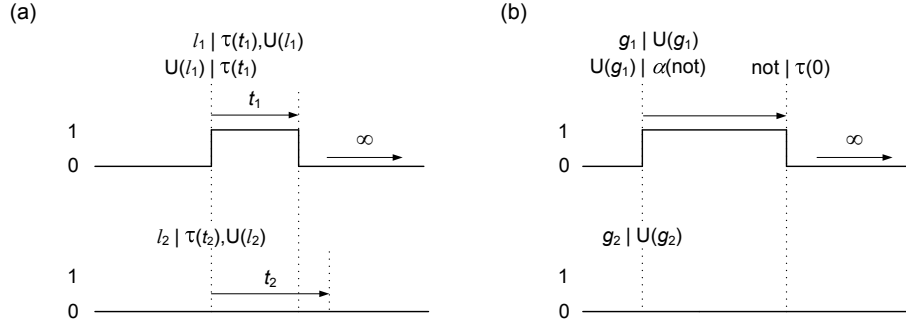 (a)
l₁ | τ(t₁),U(l₁)
U(l₁) | τ(t₁)
t₁
∞
1
0
l₂ | τ(t₂),U(l₂)
t₂
1
0
(b)
g₁ | U(g₁)
U(g₁) | α(not)
not | τ(0)
∞
1
0
g₂ | U(g₂)
1
0